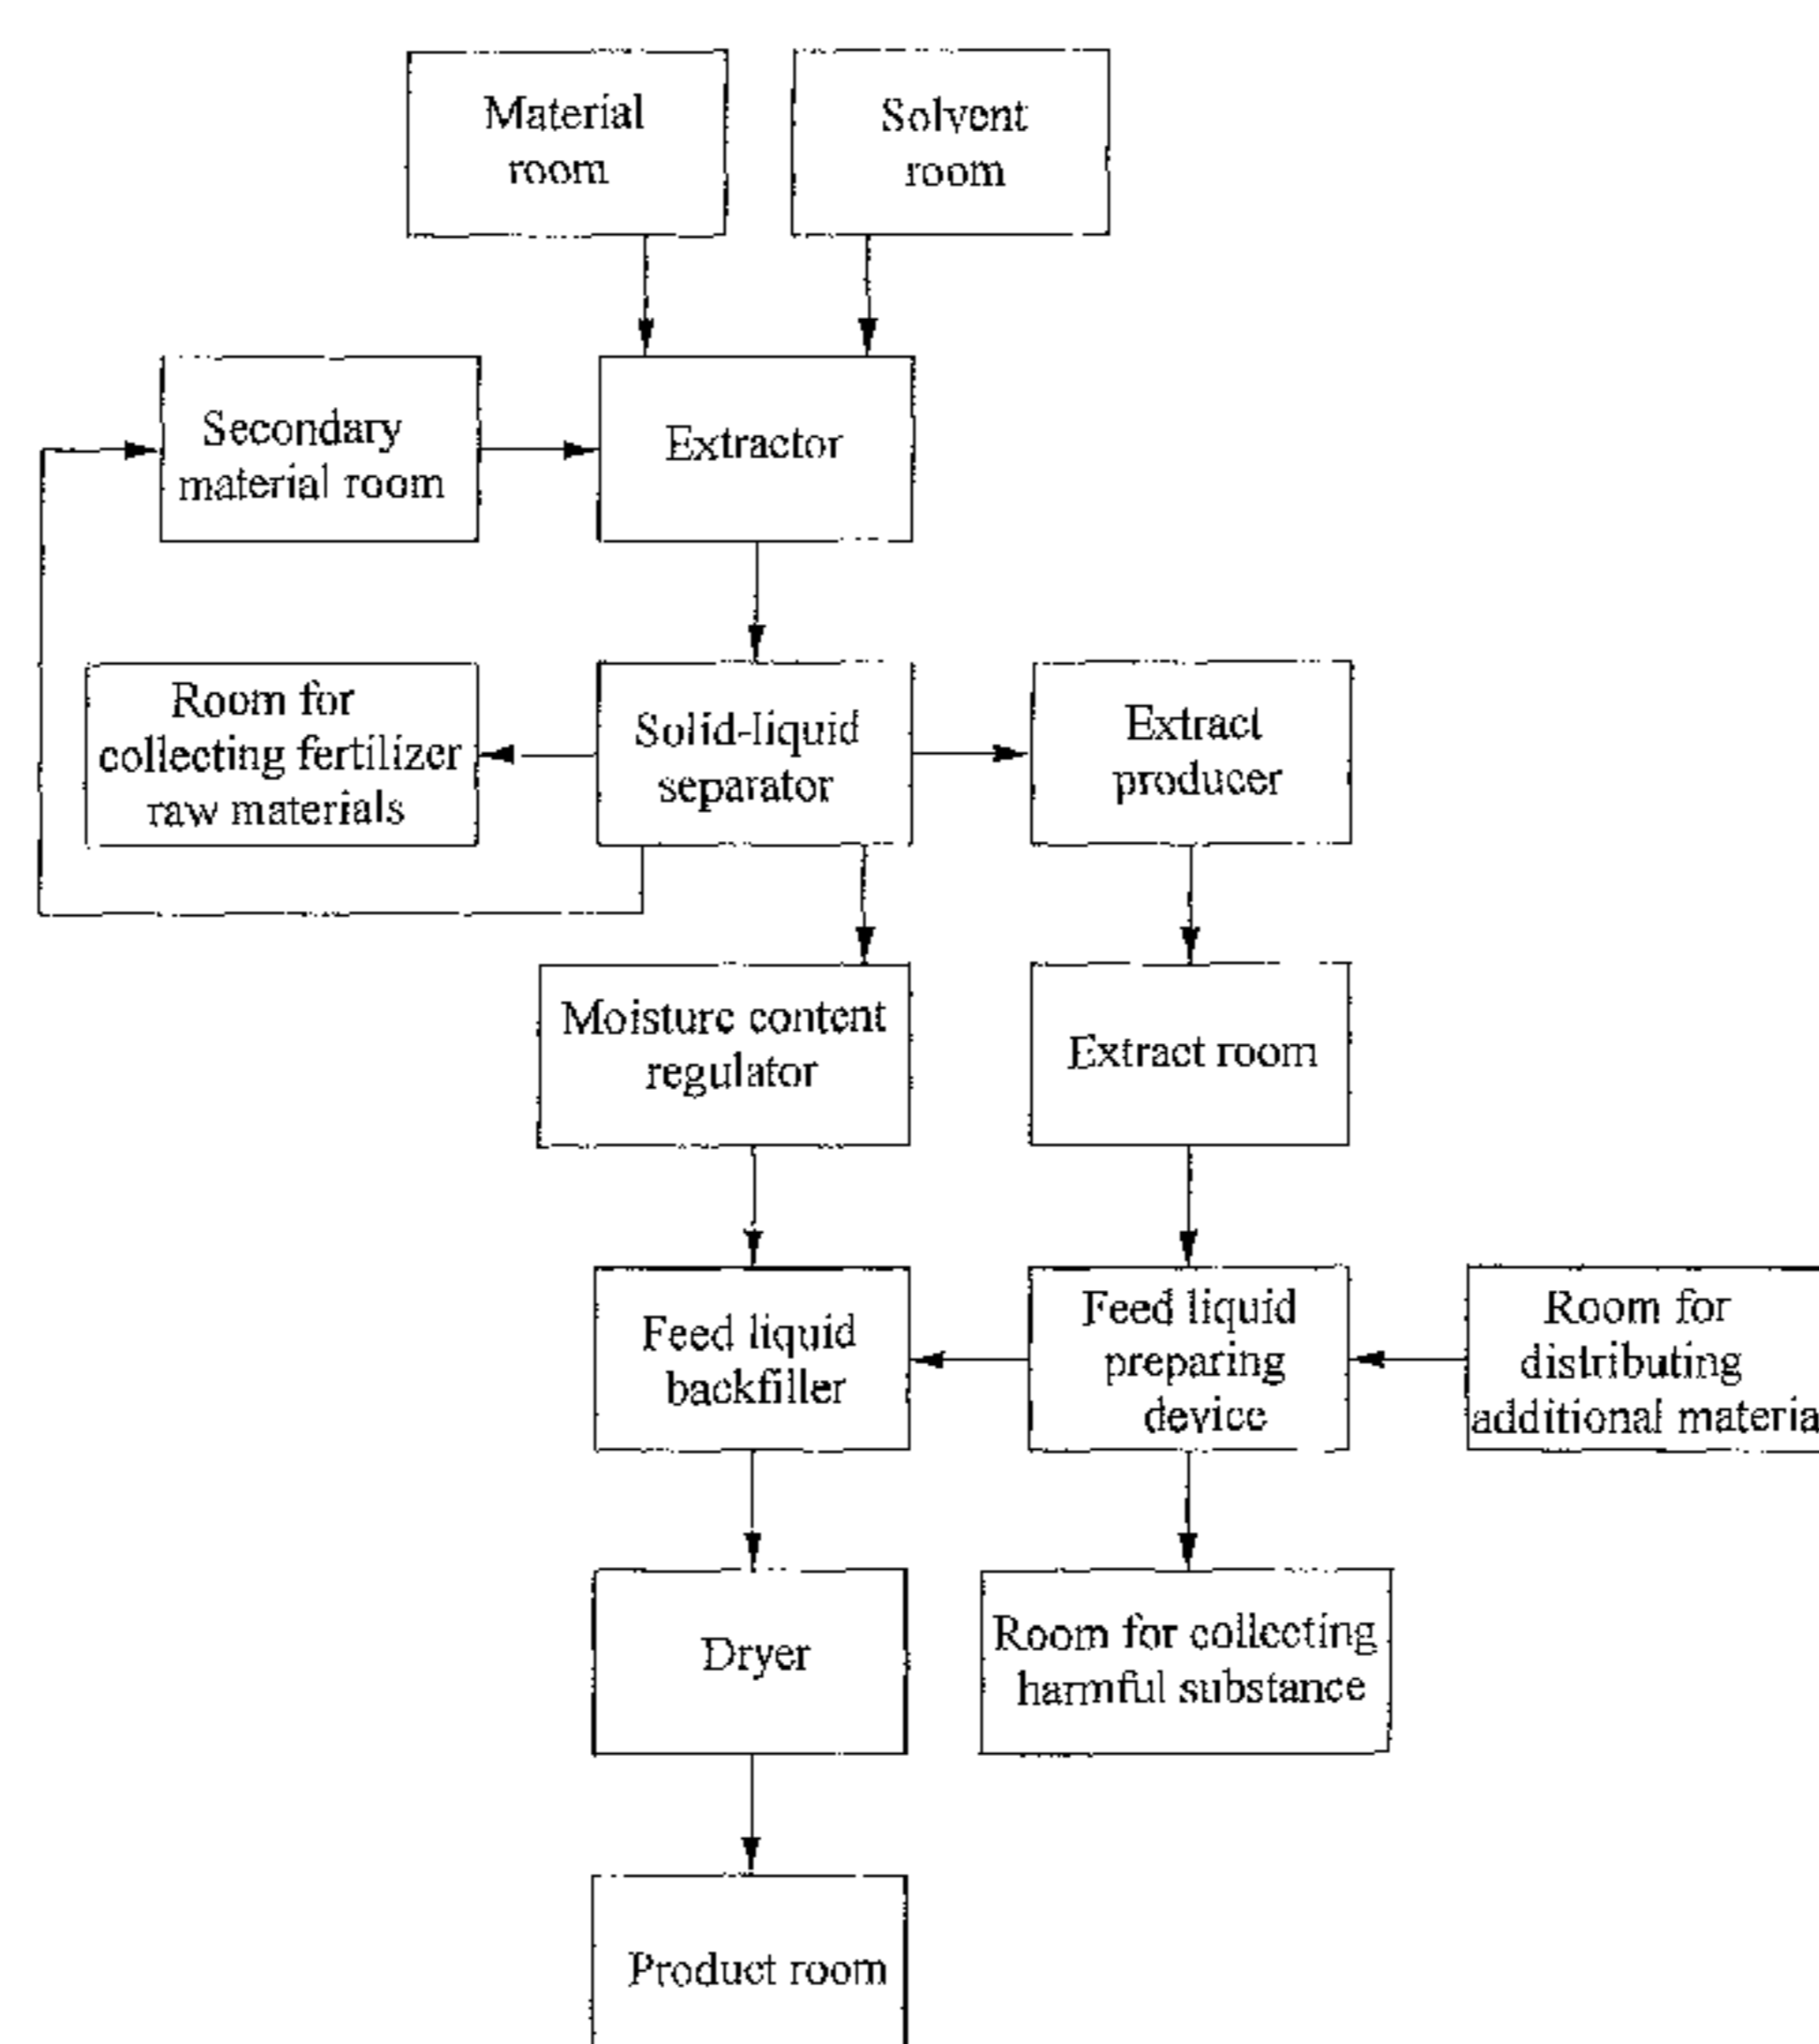 Material
room
Solvent
room
Secondary
material room
Extractor
Room for
collecting fertilizer
raw materials
Solid-liquid
separator
Extract
producer
Moisture content
regulator
Extract room
Feed liquid
backfiller
Feed liquid
preparing
device
Room for
distributing
additional materia
Dryer
Room for collecting
harmful substance
Product room